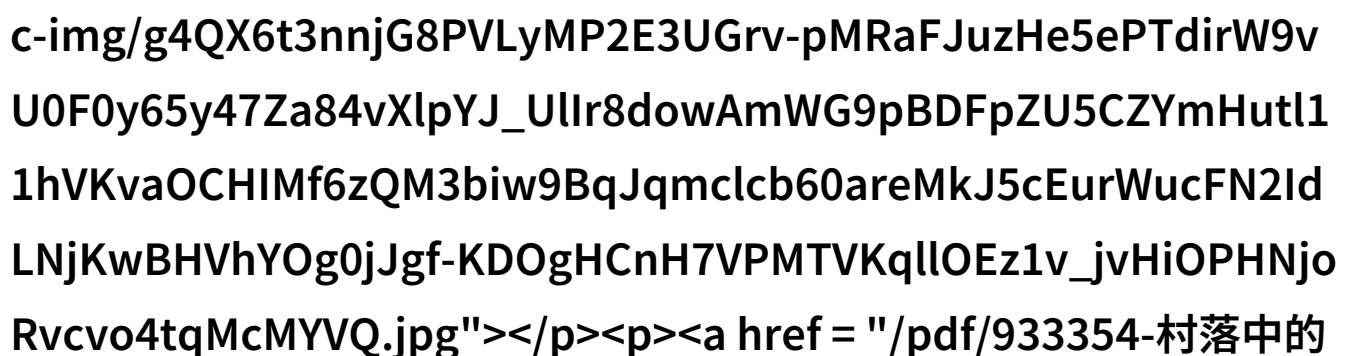 c-img/g4QX6t3nnjG8PVLyMP2E3UGrv-pMRaFJuzHe5ePTdirW9v
U0F0y65y47Za84vXlpYJ_UlIr8dowAmWG9pBDFpZU5CZYmHutl1
1hVKvaOCHIMf6zQM3biw9BqJqmclcb60areMkJ5cEurWucFN2Id
LNjKwBHVhYOg0jJgf-KDOgHCnH7VPMTVKqllOEz1v_jvHiOPHNjo
Rvcvo4tqMcMYVQ.jpg"></p><p><a href = "/pdf/933354-村落中的